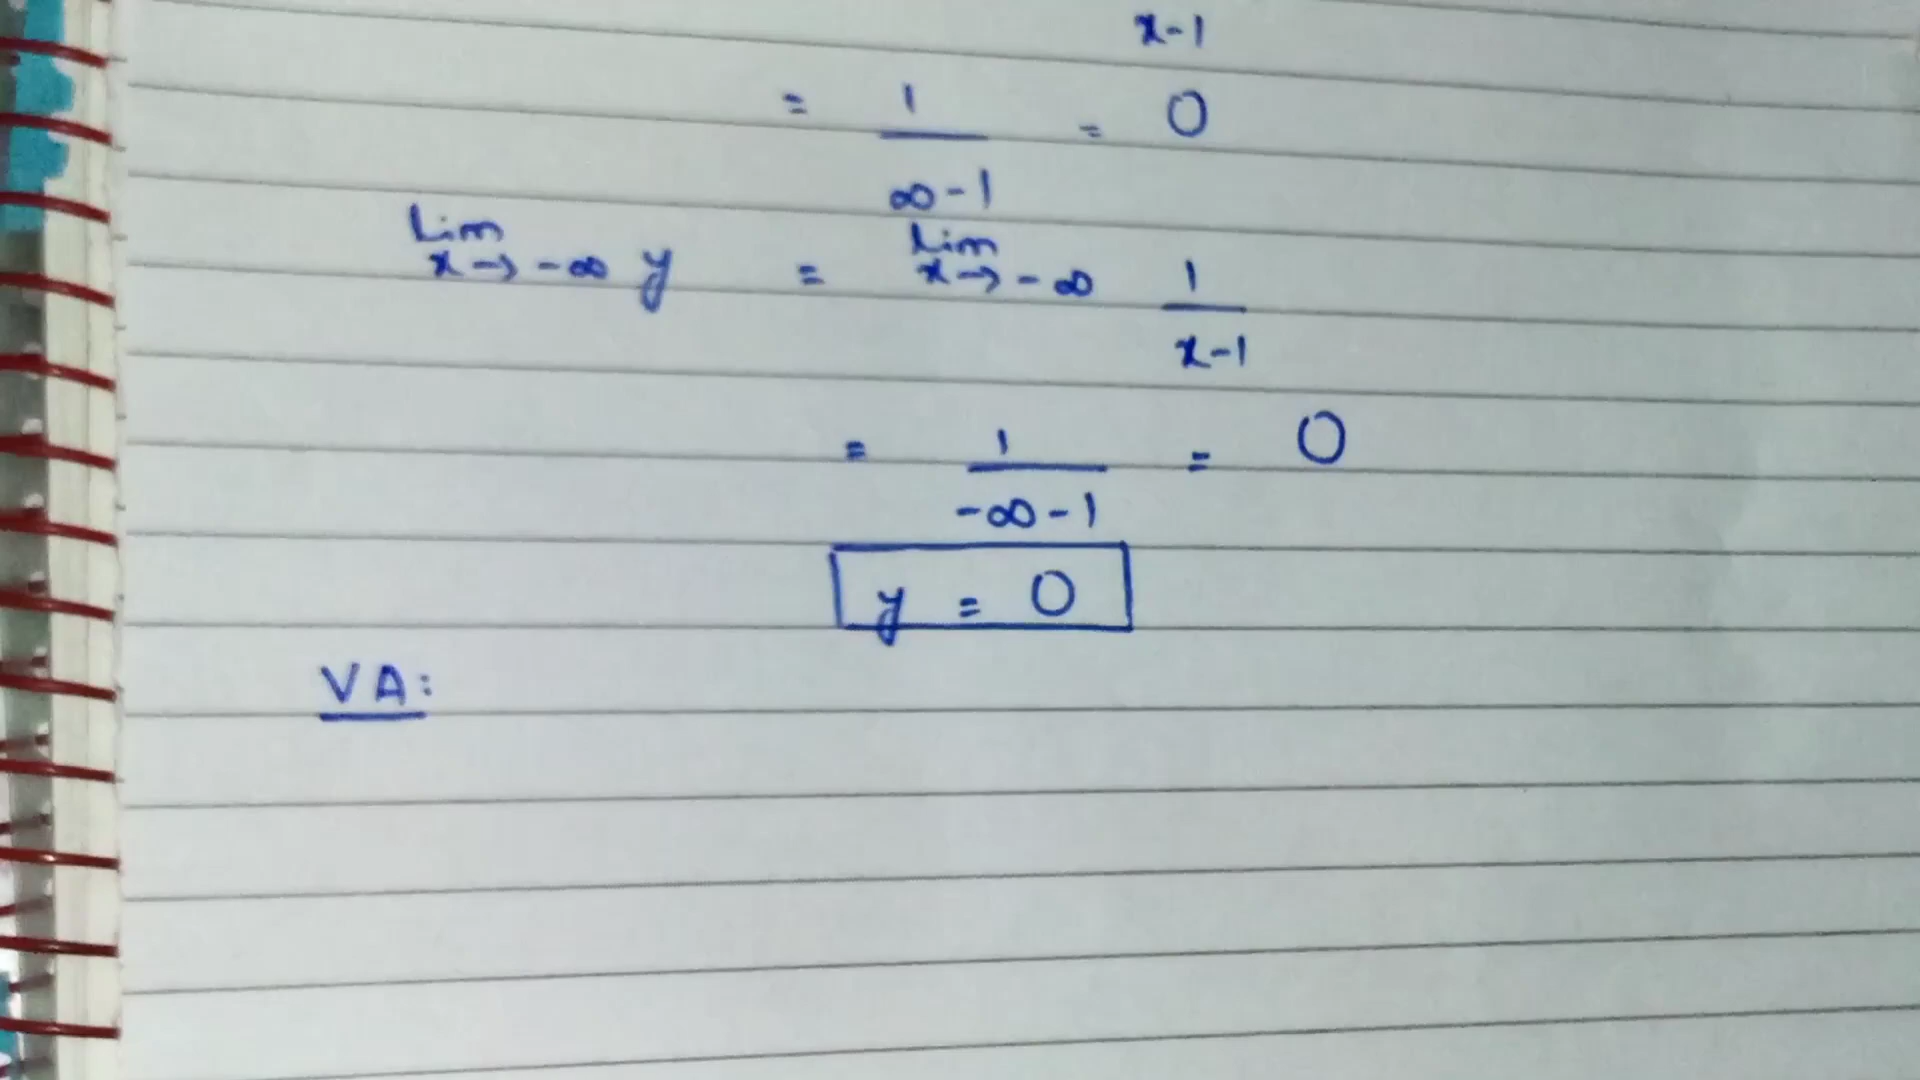 x-1
= 1/∞-1 = 0
Lim x→-∞ y = Lim x→-∞ 1/x-1
= 1/-∞-1 = 0
y = 0
VA: